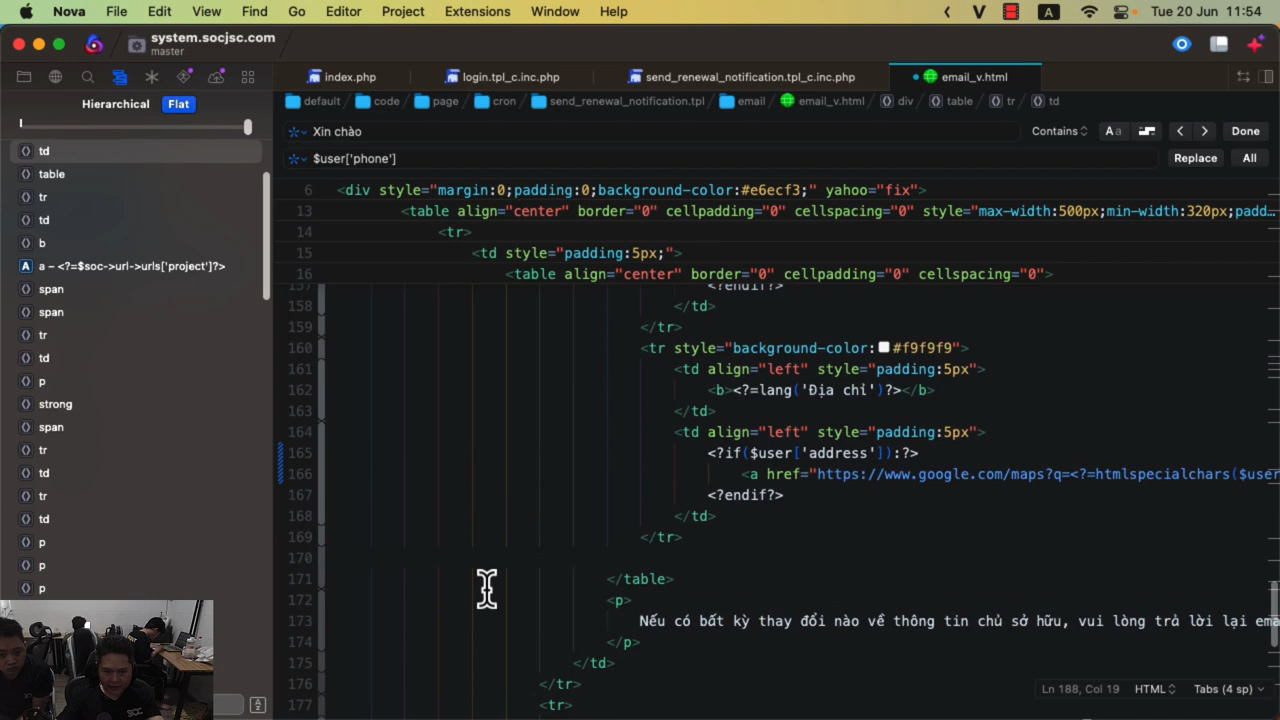 Nova File Edit View Find Go Editor Project Extensions Window Help A Tue 20 Jun 11:54
system.socjsc.com
master
index.php login.tpl_c.inc.php send_renewal_notification.tpl_c.inc.php email_v.html
Hierarchical Flat
default code page cron send_renewal_notification.tpl email email_v.html div table tr td
Xin chào Contains Aa Done
$user['phone'] Replace All
td
table
tr
td
b
A a – <?=$soc->url->urls['project']?>
span
span
tr
td
p
strong
span
tr
td
tr
td
p
p
p
6 <div style="margin:0;padding:0;background-color:#e6ecf3;" yahoo="fix">
13 <table align="center" border="0" cellpadding="0" cellspacing="0" style="max-width:500px;min-width:320px;padd…
14 <tr>
15 <td style="padding:5px;">
16 <table align="center" border="0" cellpadding="0" cellspacing="0">
157 <?endif?>
158 </td>
159 </tr>
160 <tr style="background-color:#f9f9f9">
161 <td align="left" style="padding:5px">
162 <b><?=lang('Địa chỉ')?></b>
163 </td>
164 <td align="left" style="padding:5px">
165 <?if($user['address']):?>
166 <a href="https://www.google.com/maps?q=<?=htmlspecialchars($user
167 <?endif?>
168 </td>
169 </tr>
170
171 </table>
172 <p>
173 Nếu có bất kỳ thay đổi nào về thông tin chủ sở hữu, vui lòng trả lời lại ema
174 </p>
175 </td>
176 </tr>
177 <tr>
Ln 188, Col 19 HTML Tabs (4 sp)